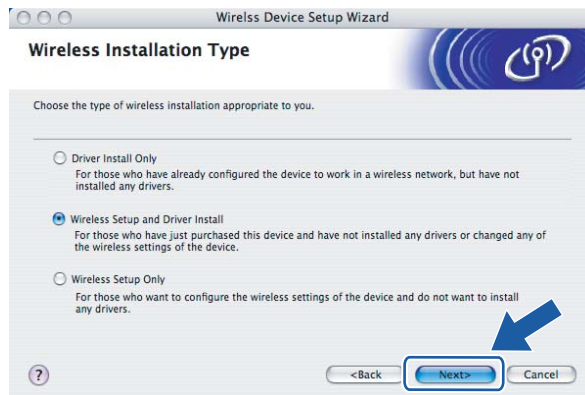 Wirelss Device Setup Wizard
Wireless Installation Type
Choose the type of wireless installation appropriate to you.
Driver Install Only
For those who have already configured the device to work in a wireless network, but have not
installed any drivers.
Wireless Setup and Driver Install
For those who have just purchased this device and have not installed any drivers or changed any of
the wireless settings of the device.
Wireless Setup Only
For those who want to configure the wireless settings of the device and do not want to install
any drivers.
? <Back Next> Cancel